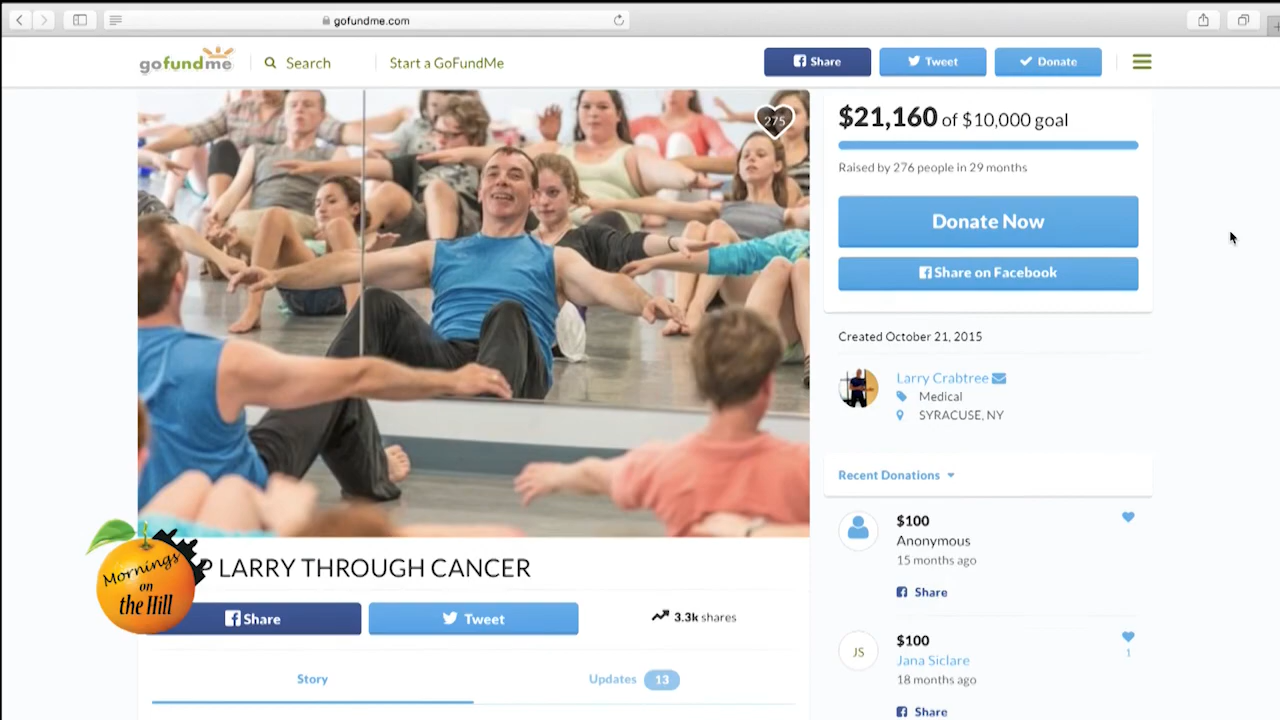 gofundme.com
gofundme
Search
Start a GoFundMe
Share
Tweet
Donate
275
$21,160 of $10,000 goal
Raised by 276 people in 29 months
Donate Now
Share on Facebook
Created October 21, 2015
Larry Crabtree
Medical
SYRACUSE, NY
Recent Donations
$100
Anonymous
15 months ago
Share
JS
$100
Jana Siclare
1
18 months ago
Share
P LARRY THROUGH CANCER
Mornings
on
the Hill
Share
Tweet
3.3k shares
Story
Updates 13